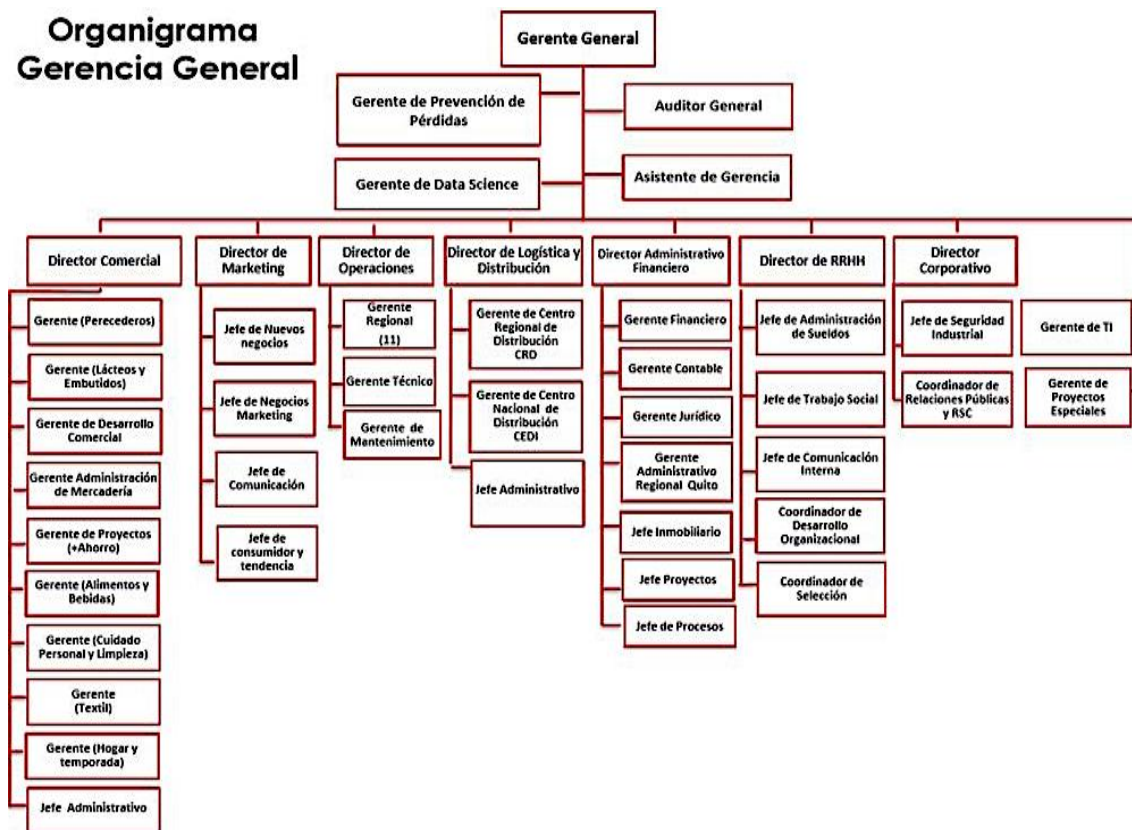 Organigrama
Gerencia General
Gerente General
Gerente de Prevención de
Pérdidas
Auditor General
Gerente de Data Science
Asistente de Gerencia
Director Comercial
Gerente (Perecederos)
Gerente (Lácteos y
Embutidos)
Gerente de Desarrollo
Comercial
Gerente Administración
de Mercadería
Gerente de Proyectos
(+Ahorro)
Gerente (Alimentos y
Bebidas)
Gerente (Cuidado
Personal y Limpieza)
Gerente
(Textil)
Gerente (Hogar y
temporada)
Jefe Administrativo
Director de
Marketing
Jefe de Nuevos
negocios
Jefe de Negocios
Marketing
Jefe de
Comunicación
Jefe de
consumidor y
tendencia
Director de
Operaciones
Gerente
Regional
(11)
Gerente Técnico
Gerente de
Mantenimiento
Director de Logística y
Distribución
Gerente de Centro
Regional de
Distribución
CRD
Gerente de Centro
Nacional de
Distribución
CEDI
Jefe Administrativo
Director Administrativo
Financiero
Gerente Financiero
Gerente Contable
Gerente Jurídico
Gerente
Administrativo
Regional Quito
Jefe Inmobiliario
Jefe Proyectos
Jefe de Procesos
Director de RRHH
Jefe de Administración
de Sueldos
Jefe de Trabajo Social
Jefe de Comunicación
Interna
Coordinador de
Desarrollo
Organizacional
Coordinador de
Selección
Director
Corporativo
Jefe de Seguridad
Industrial
Coordinador de
Relaciones Públicas
y RSC
Gerente de TI
Gerente de
Proyectos
Especiales